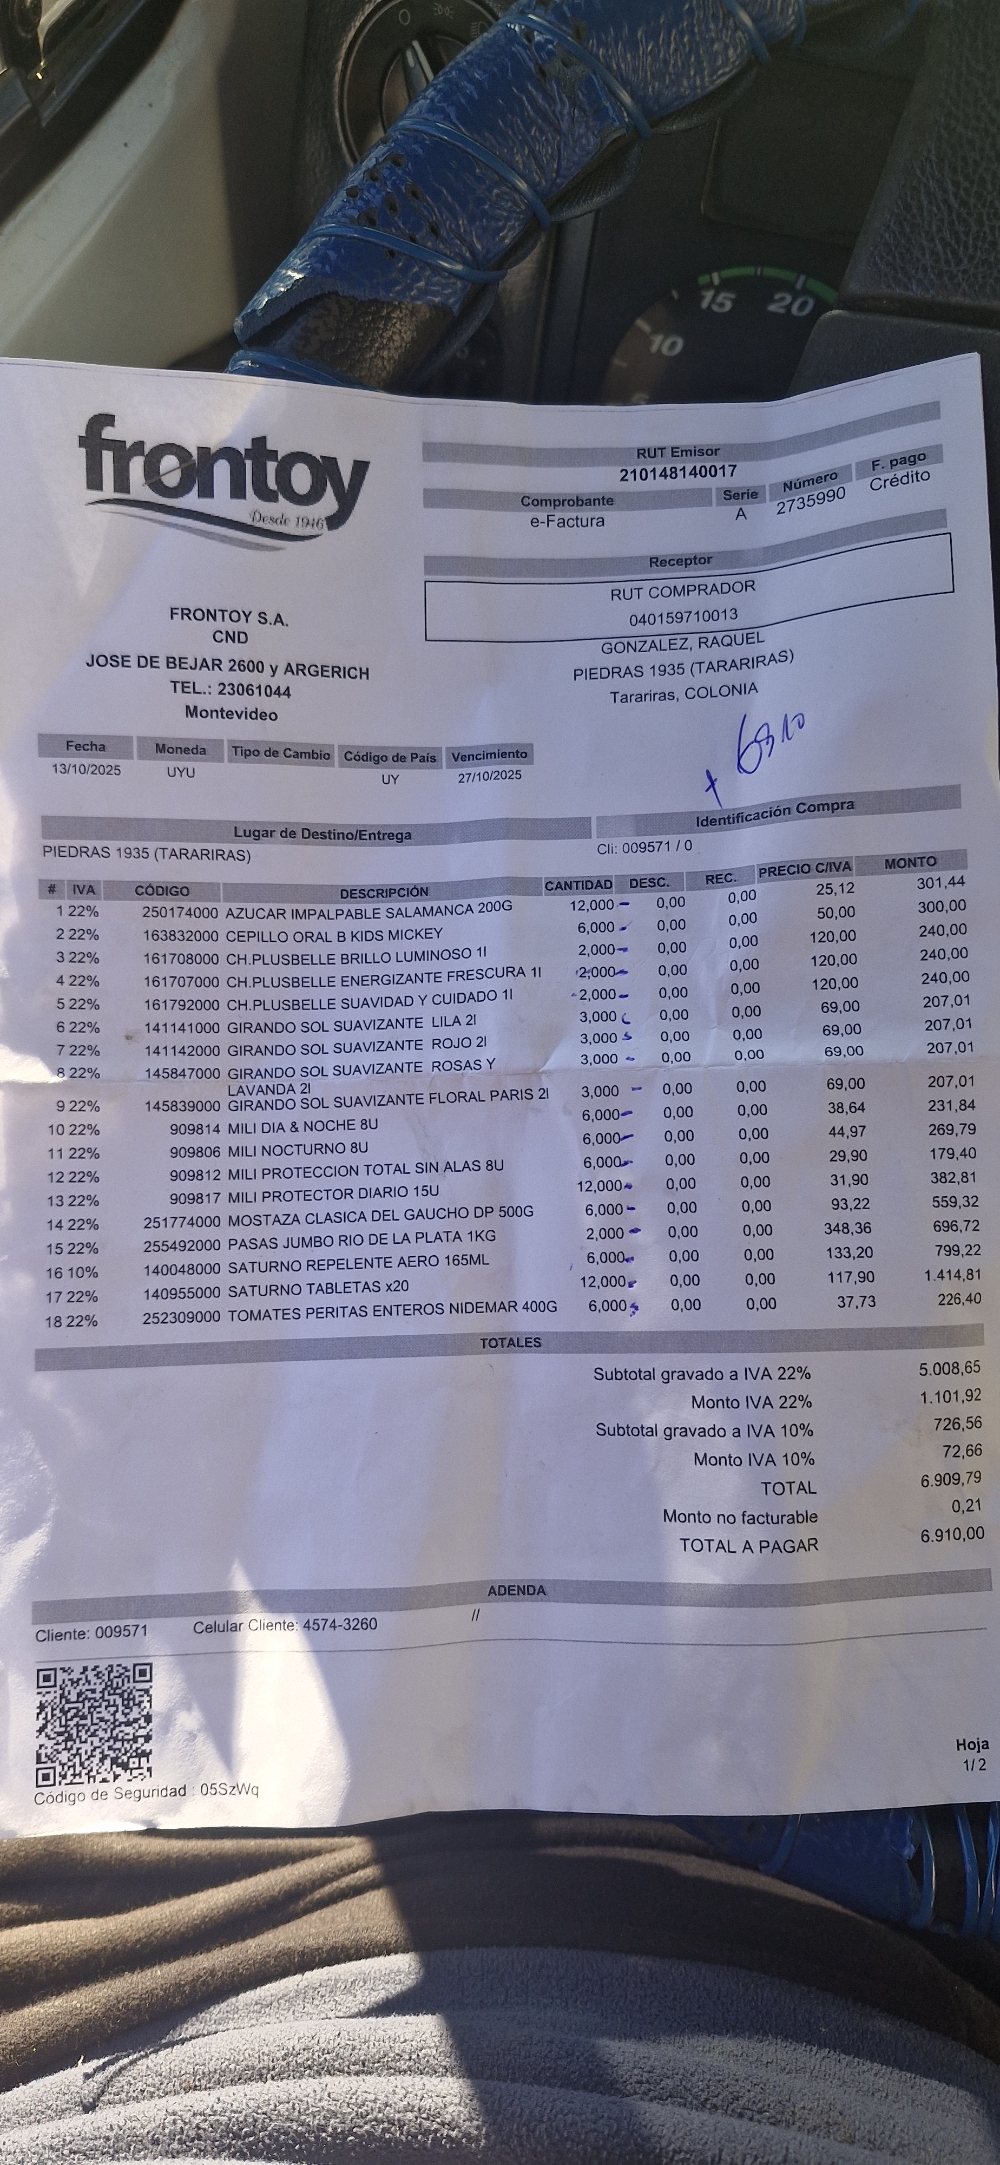 15 20
10
frontoy
Desde 1946
RUT Emisor
210148140017
Comprobante Serie Número F. pago
e-Factura A 2735990 Crédito
Receptor
RUT COMPRADOR
040159710013
GONZALEZ, RAQUEL
PIEDRAS 1935 (TARARIRAS)
Tarariras, COLONIA
FRONTOY S.A.
CND
JOSE DE BEJAR 2600 y ARGERICH
TEL.: 23061044
Montevideo
Fecha Moneda Tipo de Cambio Código de País Vencimiento
13/10/2025 UYU UY 27/10/2025
Lugar de Destino/Entrega Identificación Compra
PIEDRAS 1935 (TARARIRAS) Cli: 009571 / 0
# IVA CÓDIGO DESCRIPCIÓN CANTIDAD DESC. REC. PRECIO C/IVA MONTO
1 22% 250174000 AZUCAR IMPALPABLE SALAMANCA 200G 12,000 0,00 0,00 25,12 301,44
2 22% 163832000 CEPILLO ORAL B KIDS MICKEY 6,000 0,00 0,00 50,00 300,00
3 22% 161708000 CH.PLUSBELLE BRILLO LUMINOSO 1l 2,000 0,00 0,00 120,00 240,00
4 22% 161707000 CH.PLUSBELLE ENERGIZANTE FRESCURA 1l 2,000 0,00 0,00 120,00 240,00
5 22% 161792000 CH.PLUSBELLE SUAVIDAD Y CUIDADO 1l 2,000 0,00 0,00 120,00 240,00
6 22% 141141000 GIRANDO SOL SUAVIZANTE LILA 2l 3,000 0,00 0,00 69,00 207,01
7 22% 141142000 GIRANDO SOL SUAVIZANTE ROJO 2l 3,000 0,00 0,00 69,00 207,01
8 22% 145847000 GIRANDO SOL SUAVIZANTE ROSAS Y 3,000 0,00 0,00 69,00 207,01
LAVANDA 2l
9 22% 145839000 GIRANDO SOL SUAVIZANTE FLORAL PARIS 2l 3,000 0,00 0,00 69,00 207,01
10 22% 909814 MILI DIA & NOCHE 8U 6,000 0,00 0,00 38,64 231,84
11 22% 909806 MILI NOCTURNO 8U 6,000 0,00 0,00 44,97 269,79
12 22% 909812 MILI PROTECCION TOTAL SIN ALAS 8U 6,000 0,00 0,00 29,90 179,40
13 22% 909817 MILI PROTECTOR DIARIO 15U 12,000 0,00 0,00 31,90 382,81
14 22% 251774000 MOSTAZA CLASICA DEL GAUCHO DP 500G 6,000 0,00 0,00 93,22 559,32
15 22% 255492000 PASAS JUMBO RIO DE LA PLATA 1KG 2,000 0,00 0,00 348,36 696,72
16 10% 140048000 SATURNO REPELENTE AERO 165ML 6,000 0,00 0,00 133,20 799,22
17 22% 140955000 SATURNO TABLETAS x20 12,000 0,00 0,00 117,90 1.414,81
18 22% 252309000 TOMATES PERITAS ENTEROS NIDEMAR 400G 6,000 0,00 0,00 37,73 226,40
TOTALES
Subtotal gravado a IVA 22% 5.008,65
Monto IVA 22% 1.101,92
Subtotal gravado a IVA 10% 726,56
Monto IVA 10% 72,66
TOTAL 6.909,79
Monto no facturable 0,21
TOTAL A PAGAR 6.910,00
ADENDA
Cliente: 009571 Celular Cliente: 4574-3260 //
Hoja
1/ 2
Código de Seguridad : 05SzWq